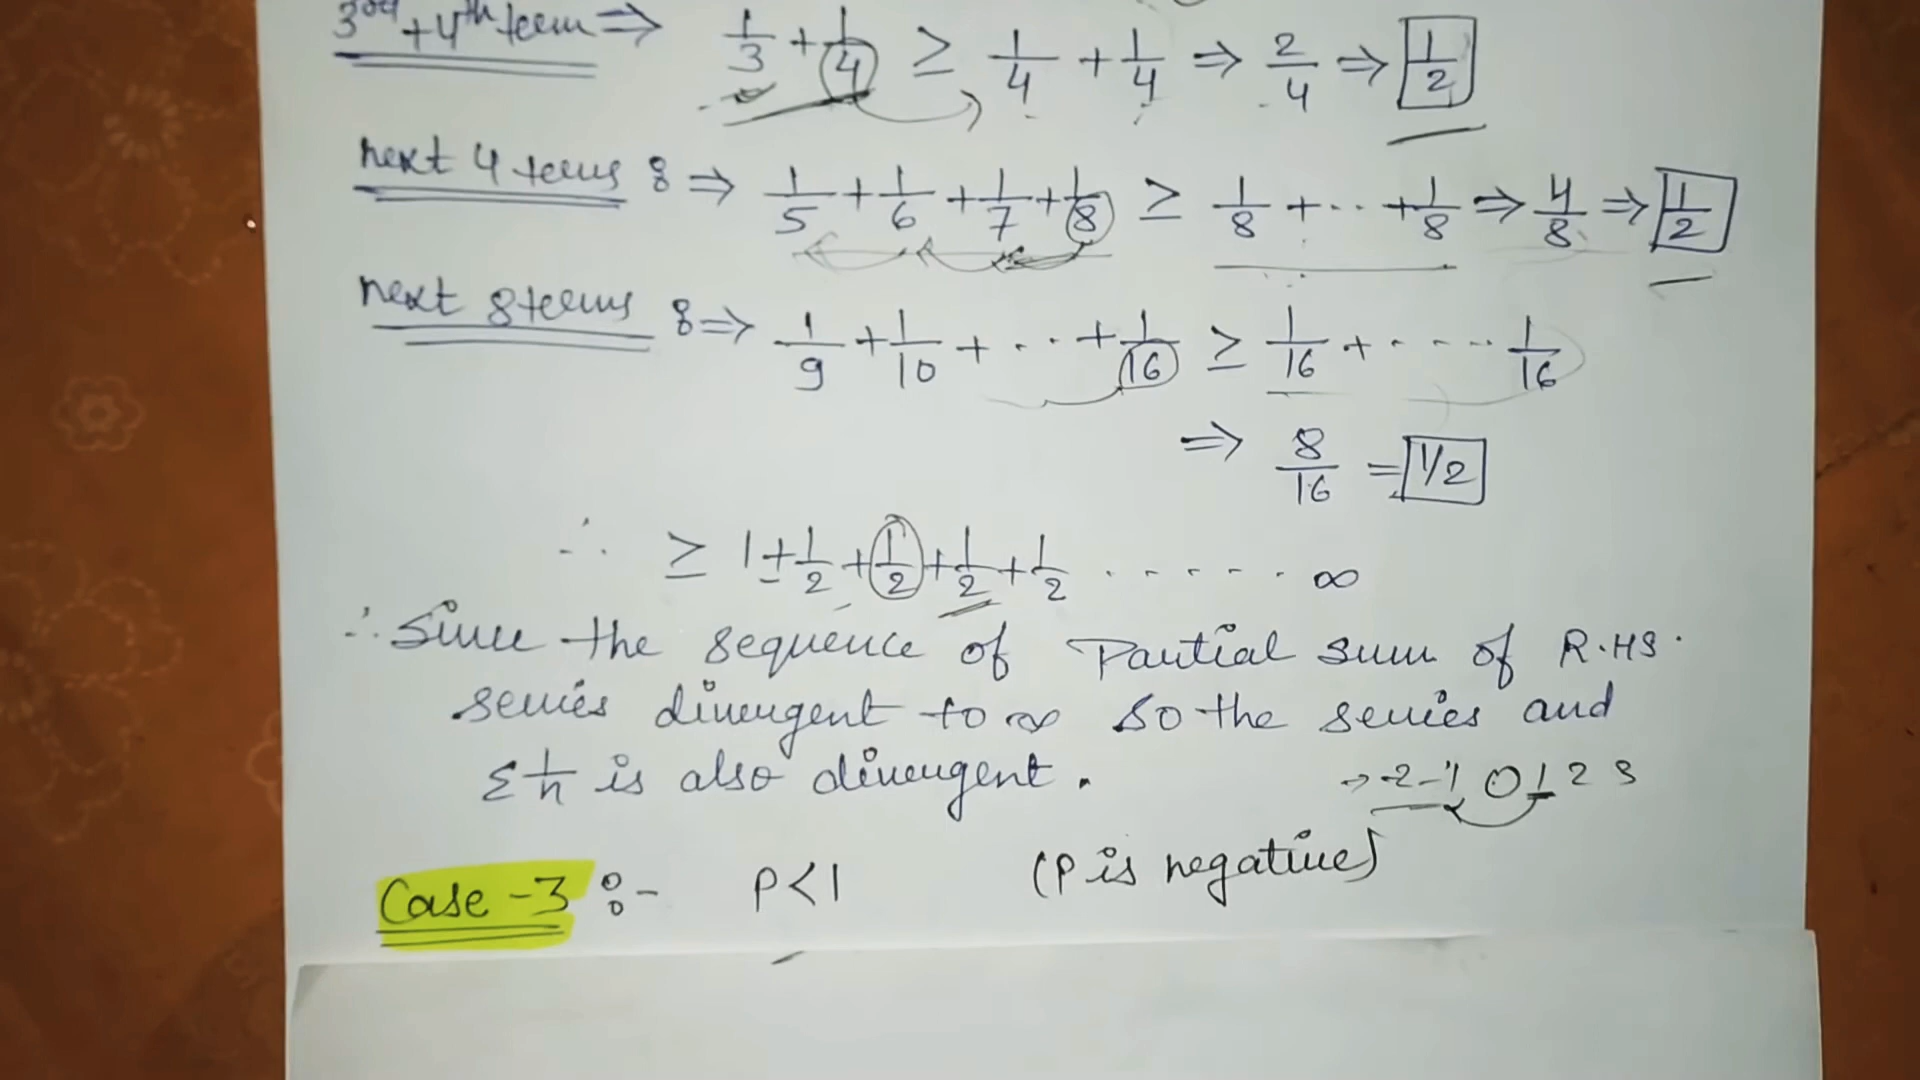 3rd + 4th term ⇒ 1/3 + 1/4 ≥ 1/4 + 1/4 ⇒ 2/4 ⇒ 1/2
next 4 terms : ⇒ 1/5 + 1/6 + 1/7 + 1/8 ≥ 1/8 + .. + 1/8 ⇒ 4/8 ⇒ 1/2
next 8 terms : ⇒ 1/9 + 1/10 + ... + 1/16 ≥ 1/16 + ..... 1/16
⇒ 8/16 = 1/2
∴ ≥ 1 + 1/2 + 1/2 + 1/2 + 1/2 ...... ∞
∴ Since the sequence of Partial sum of R.HS.
series divergent to ∞ so the series and
Σ 1/n is also divergent.
→ -2 -1 0 1 2 3
Case - 3 :- P < 1 (P is negative)